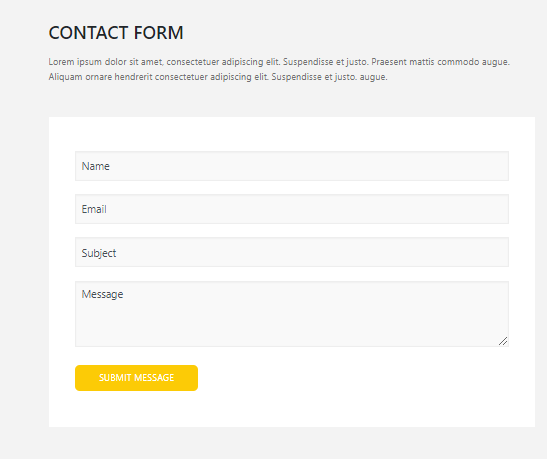 CONTACT FORM
Lorem ipsum dolor sit amet, consectetuer adipiscing elit. Suspendisse et justo. Praesent mattis commodo augue.
Aliquam ornare hendrerit consectetuer adipiscing elit. Suspendisse et justo. augue.
Name
Email
Subject
Message
SUBMIT MESSAGE